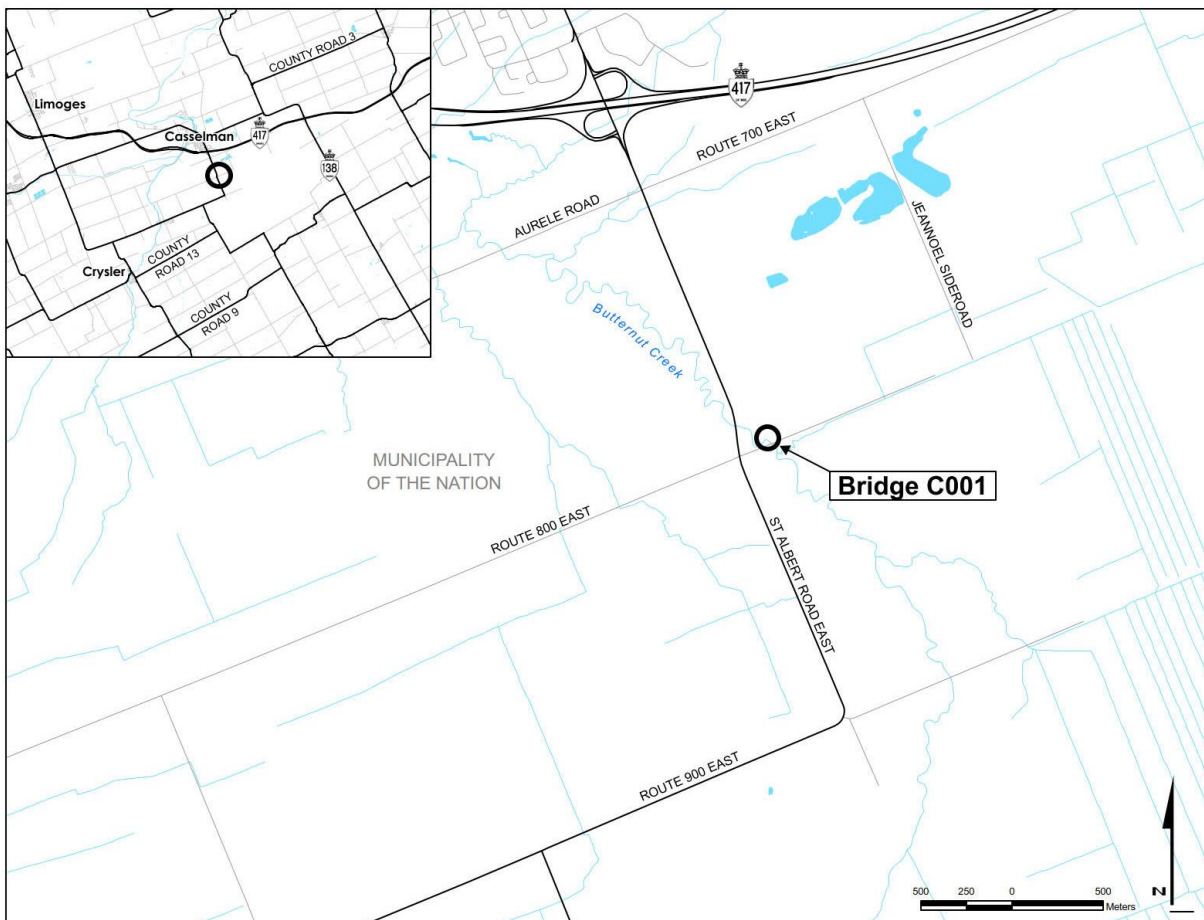 COUNTY ROAD 3
Limoges
Casselman
417
138
Crysler
COUNTY
ROAD 13
COUNTY
ROAD 9
417
ROUTE 700 EAST
AURELE ROAD
JEANNOEL SIDEROAD
Butternut Creek
MUNICIPALITY
OF THE NATION
Bridge C001
ROUTE 800 EAST
ST ALBERT ROAD EAST
ROUTE 900 EAST
500 250 0 500
Meters
N